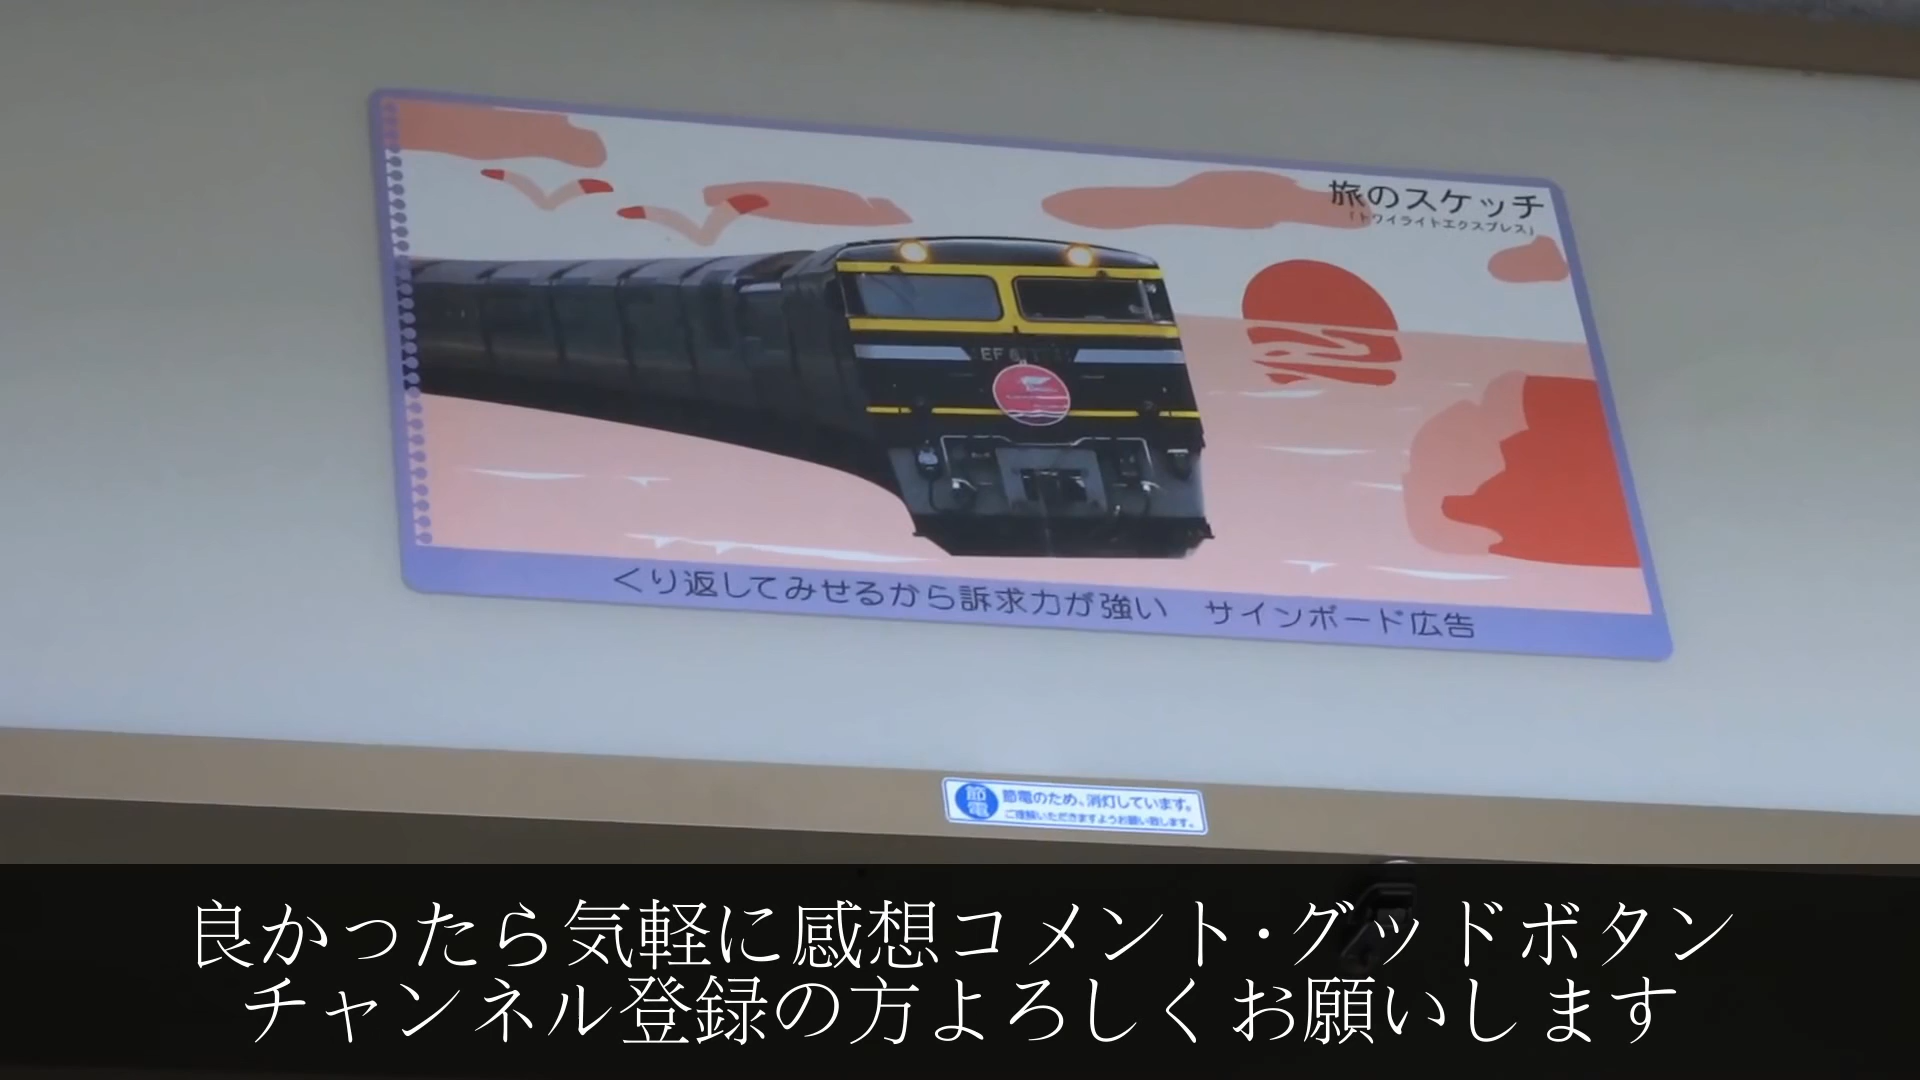 旅のスケッチ
「トワイライトエクスプレス」
EF 8
くり返してみせるから訴求力が強い　サインボード広告
節電
節電のため、消灯しています。
ご理解いただきますようお願い致します。
良かったら気軽に感想コメント・グッドボタン
チャンネル登録の方よろしくお願いします